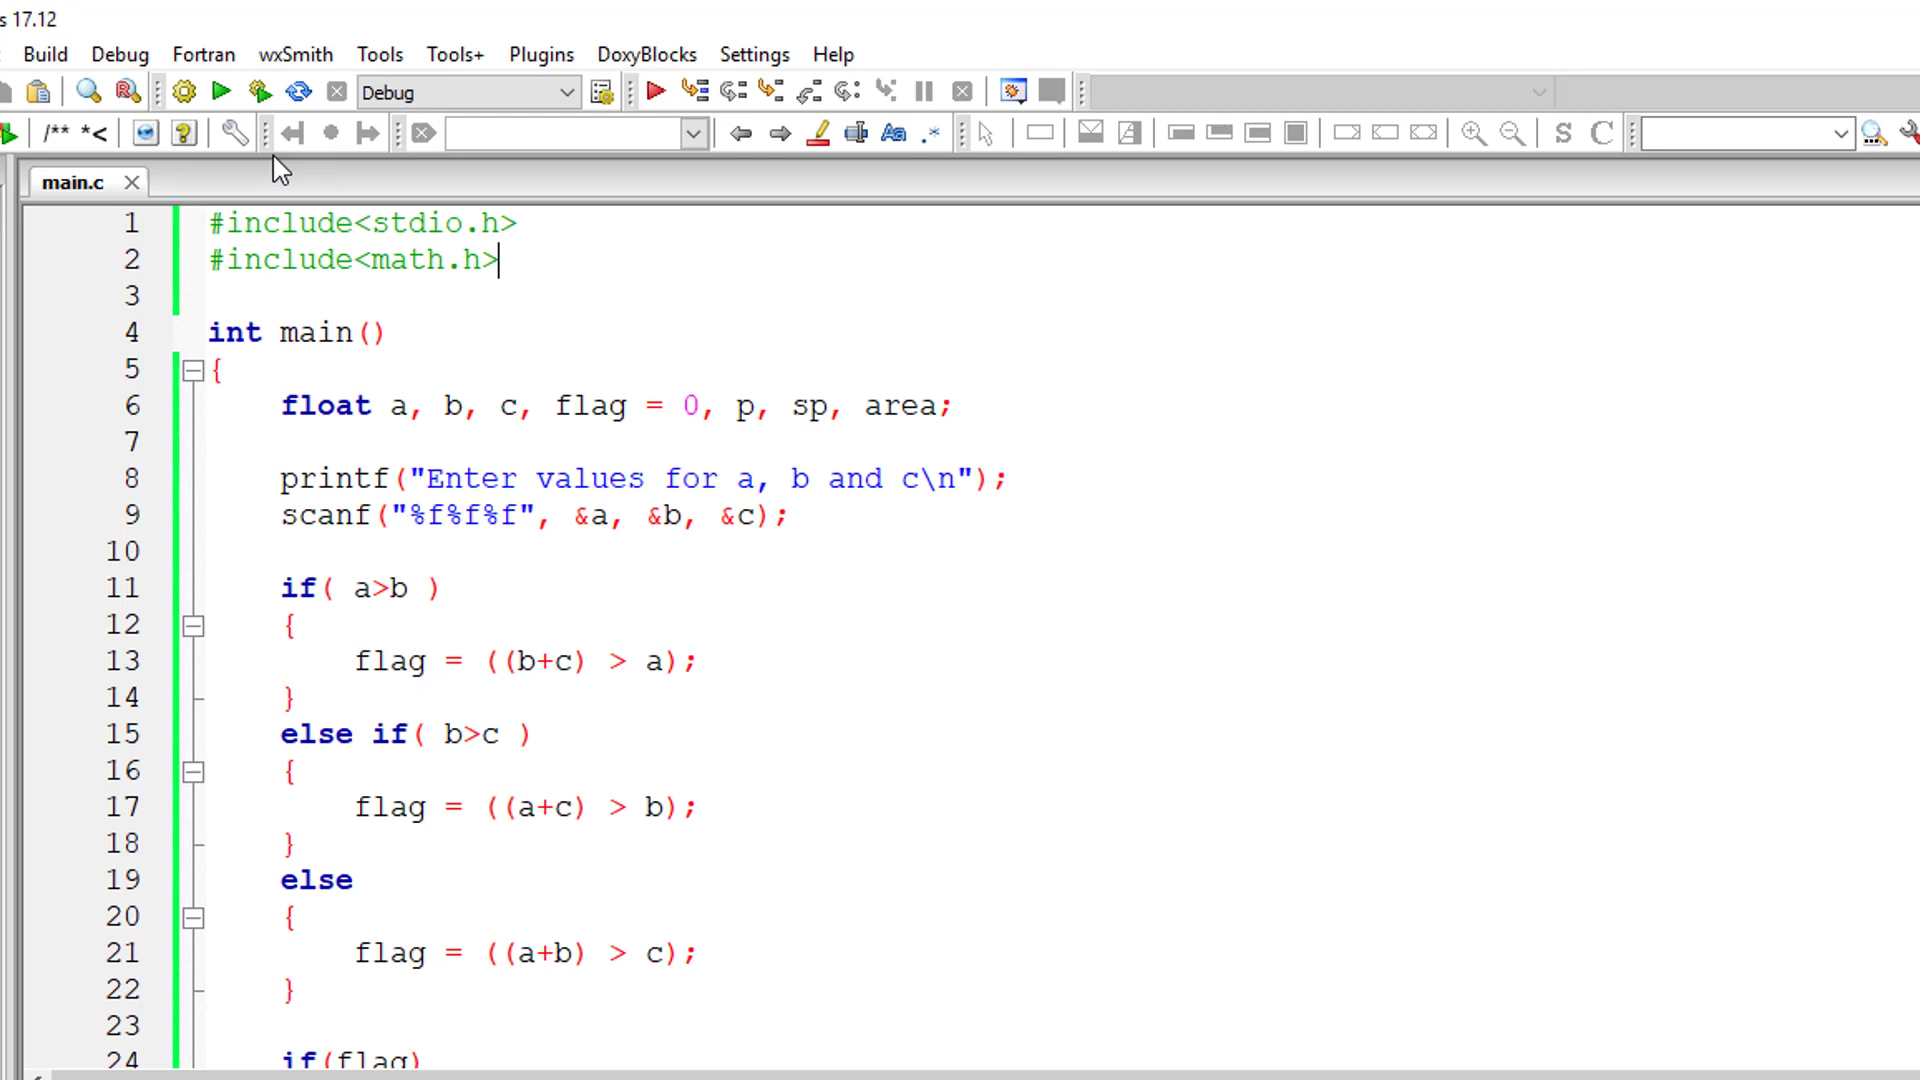 s 17.12
Build Debug Fortran wxSmith Tools Tools+ Plugins DoxyBlocks Settings Help
Debug
/** *<
Aa .* S C
main.c
1 #include<stdio.h>
2 #include<math.h>
3
4 int main()
5 {
6 float a, b, c, flag = 0, p, sp, area;
7
8 printf("Enter values for a, b and c\n");
9 scanf("%f%f%f", &a, &b, &c);
10
11 if( a>b )
12 {
13 flag = ((b+c) > a);
14 }
15 else if( b>c )
16 {
17 flag = ((a+c) > b);
18 }
19 else
20 {
21 flag = ((a+b) > c);
22 }
23
24 if(flag)